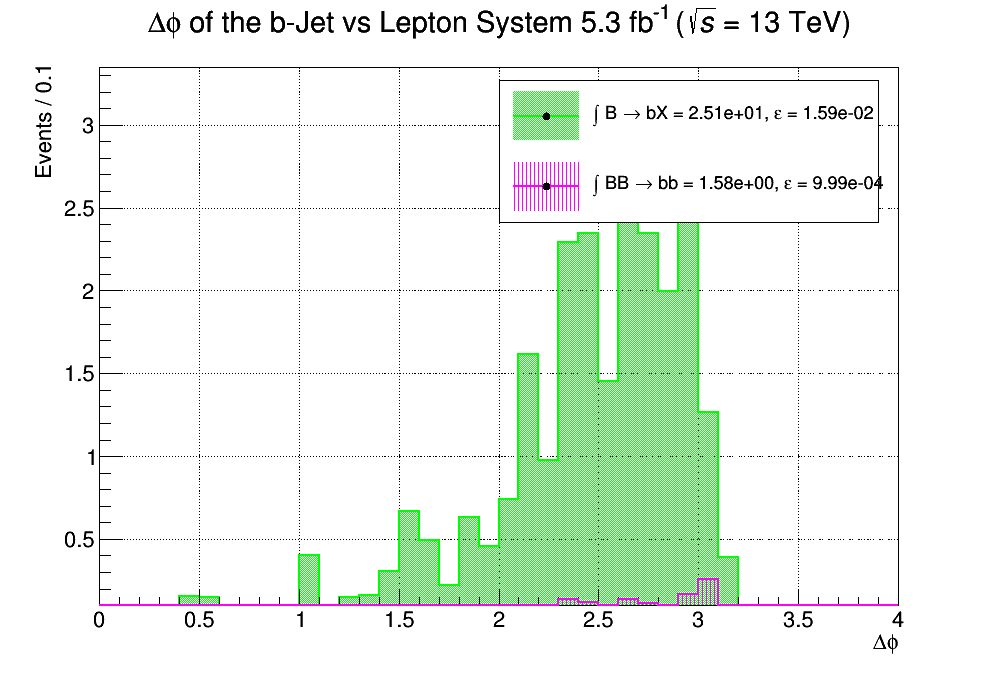 Δϕ of the b-Jet vs Lepton System 5.3 fb⁻¹ (√s = 13 TeV)
Events / 0.1
∫ B → bX = 2.51e+01, ε = 1.59e-02
∫ BB → bb = 1.58e+00, ε = 9.99e-04
3
2.5
2
1.5
1
0.5
0 0.5 1 1.5 2 2.5 3 3.5 4
Δϕ